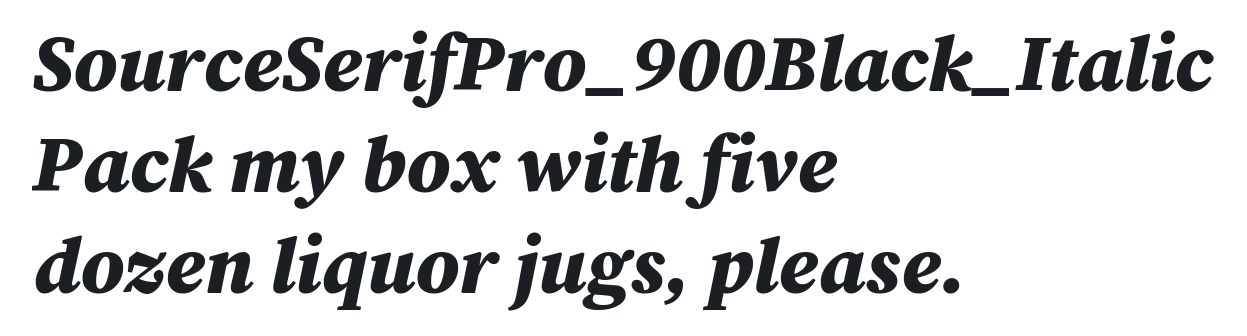 SourceSerifPro_900Black_Italic
Pack my box with five
dozen liquor jugs, please.